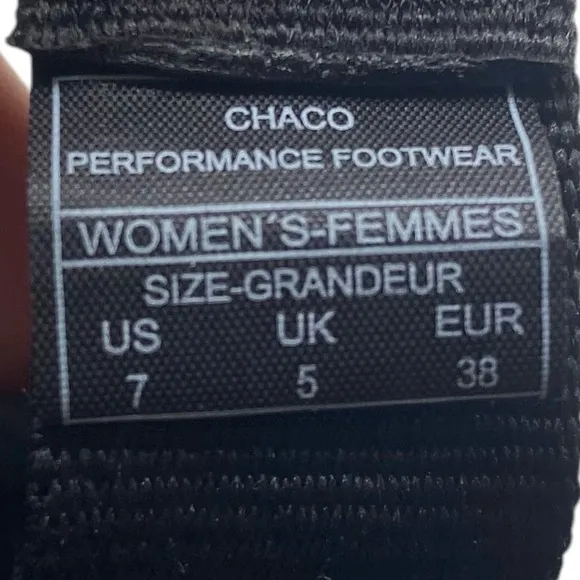 CHACO
PERFORMANCE FOOTWEAR
WOMEN´S-FEMMES
SIZE-GRANDEUR
US UK EUR
7 5 38